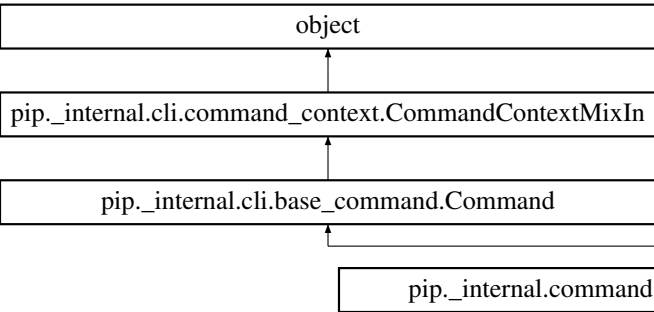 object
pip._internal.cli.command_context.CommandContextMixIn
pip._internal.cli.base_command.Command
pip._internal.command